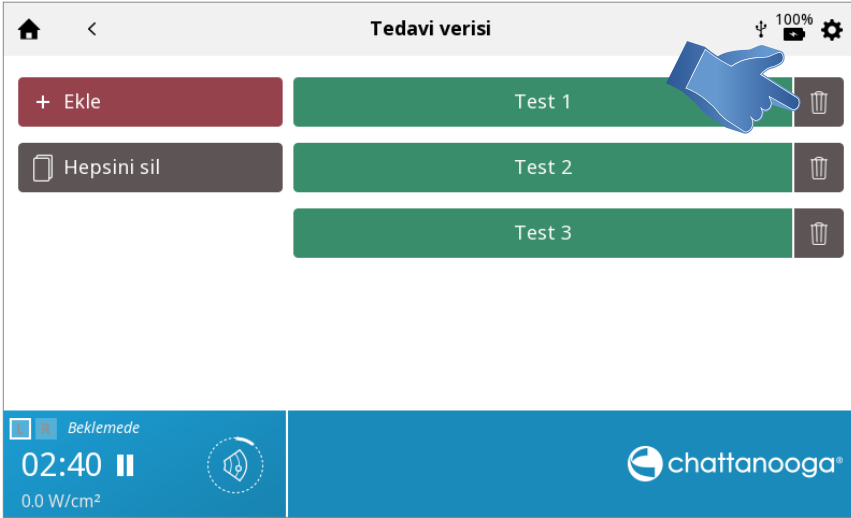 Tedavi verisi
100%
+ Ekle
Test 1
Hepsini sil
Test 2
Test 3
L R Beklemede
02:40
0.0 W/cm²
chattanooga®